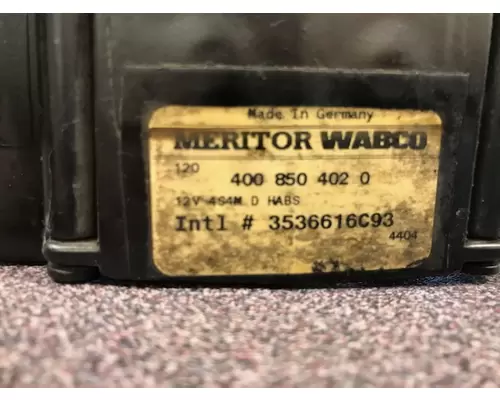 Made In Germany
MERITOR WABCO
120
400 850 402 0
12V 4S4M D HABS
Intl # 3536616C93
4404